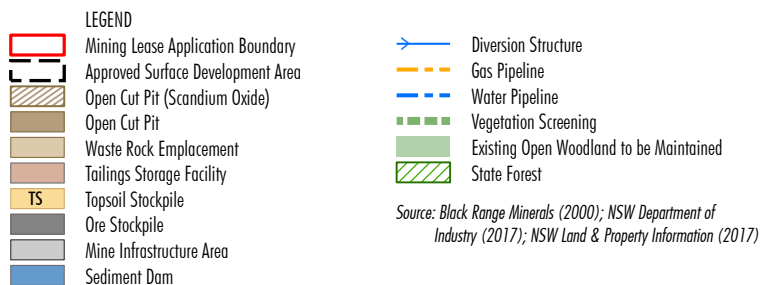 LEGEND
Mining Lease Application Boundary
Approved Surface Development Area
Open Cut Pit (Scandium Oxide)
Open Cut Pit
Waste Rock Emplacement
Tailings Storage Facility
TS Topsoil Stockpile
Ore Stockpile
Mine Infrastructure Area
Sediment Dam
Diversion Structure
Gas Pipeline
Water Pipeline
Vegetation Screening
Existing Open Woodland to be Maintained
State Forest
Source: Black Range Minerals (2000); NSW Department of
Industry (2017); NSW Land & Property Information (2017)